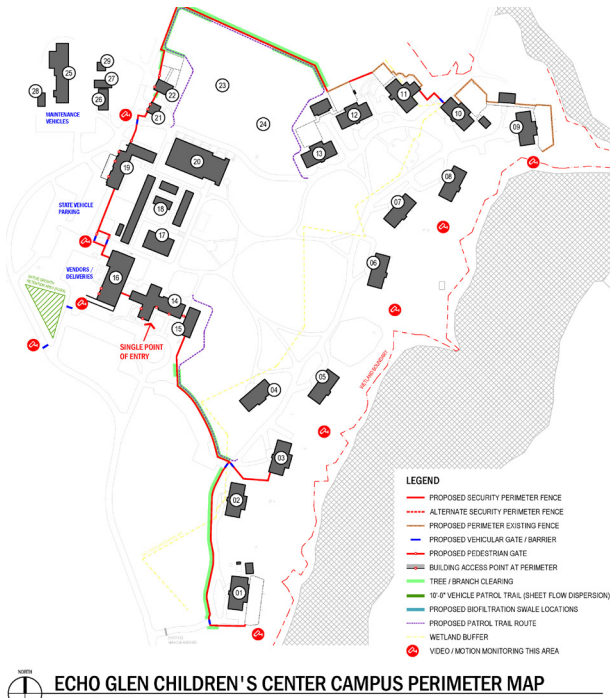 29
25
27
28
26
22
23
MAINTENANCE
VEHICLES
21
24
11
12
10
09
13
20
19
08
18
07
STATE VEHICLE
PARKING
17
06
VENDORS /
DELIVERIES
16
14
15
SINGLE POINT
OF ENTRY
WETLAND BOUNDARY
05
04
03
02
01
LEGEND
PROPOSED SECURITY PERIMETER FENCE
ALTERNATE SECURITY PERIMETER FENCE
PROPOSED PERIMETER EXISTING FENCE
PROPOSED VEHICULAR GATE / BARRIER
PROPOSED PEDESTRIAN GATE
BUILDING ACCESS POINT AT PERIMETER
TREE / BRANCH CLEARING
10'-0" VEHICLE PATROL TRAIL (SHEET FLOW DISPERSION)
PROPOSED BIOFILTRATION SWALE LOCATIONS
PROPOSED PATROL TRAIL ROUTE
WETLAND BUFFER
VIDEO / MOTION MONITORING THIS AREA
NORTH
ECHO GLEN CHILDREN'S CENTER CAMPUS PERIMETER MAP